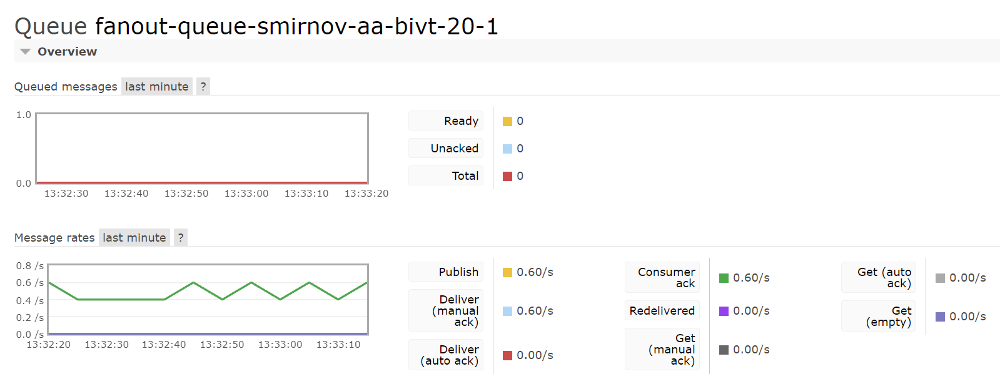 Queue fanout-queue-smirnov-aa-bivt-20-1
Overview
Queued messages last minute ?
1.0
0.0
13:32:30 13:32:40 13:32:50 13:33:00 13:33:10 13:33:20
Ready 0
Unacked 0
Total 0
Message rates last minute ?
0.8 /s
0.6 /s
0.4 /s
0.2 /s
0.0 /s
13:32:20 13:32:30 13:32:40 13:32:50 13:33:00 13:33:10
Publish 0.60/s
Deliver
(manual 0.60/s
ack)
Deliver
(auto ack) 0.00/s
Consumer
ack 0.60/s
Redelivered 0.00/s
Get
(manual 0.00/s
ack)
Get (auto
ack) 0.00/s
Get
(empty) 0.00/s